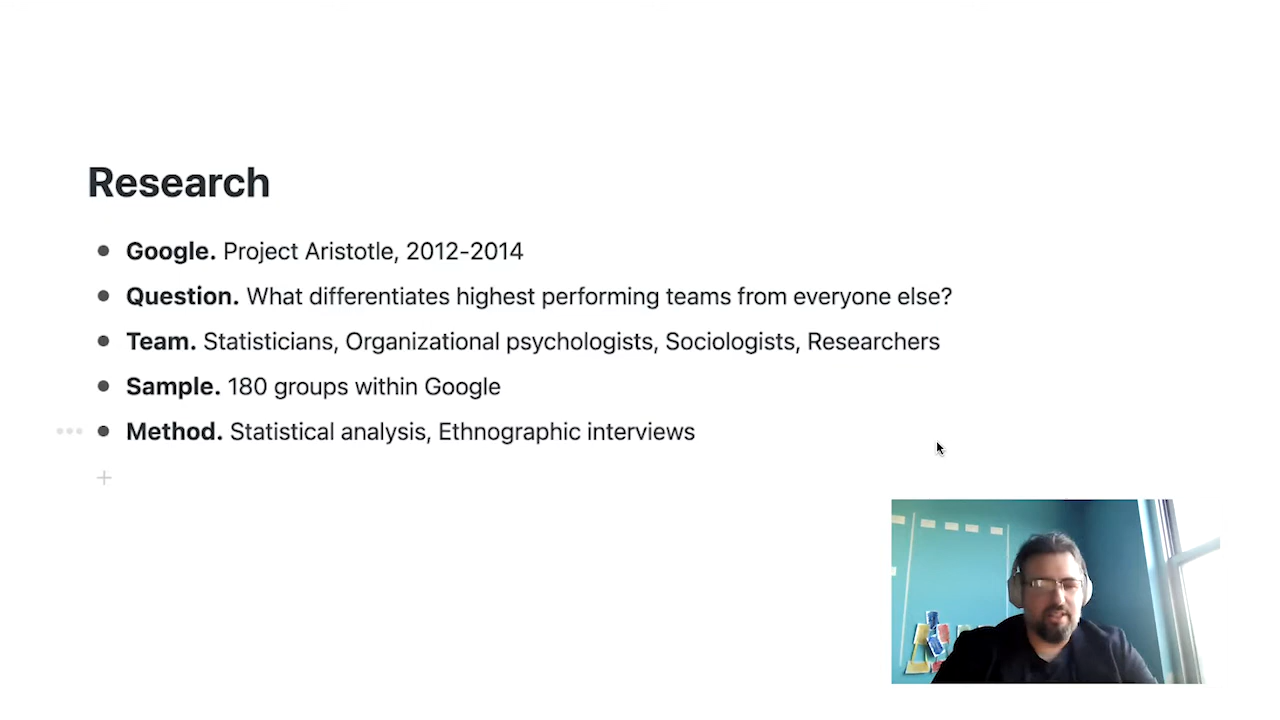 Research
Google. Project Aristotle, 2012-2014
Question. What differentiates highest performing teams from everyone else?
Team. Statisticians, Organizational psychologists, Sociologists, Researchers
Sample. 180 groups within Google
Method. Statistical analysis, Ethnographic interviews